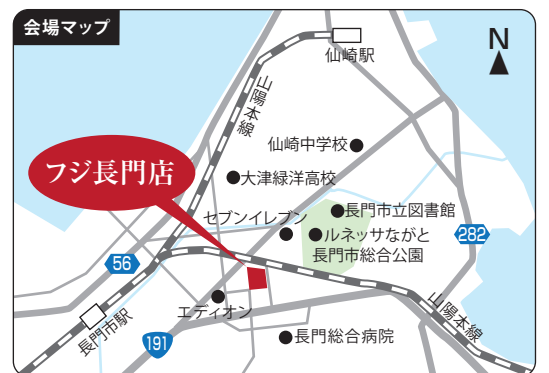 会場マップ
N
仙崎駅
山陽本線
仙崎中学校
大津緑洋高校
フジ長門店
セブンイレブン
長門市立図書館
ルネッサながと
長門市総合公園
282
56
エディオン
長門市駅
191
長門総合病院
山陽本線